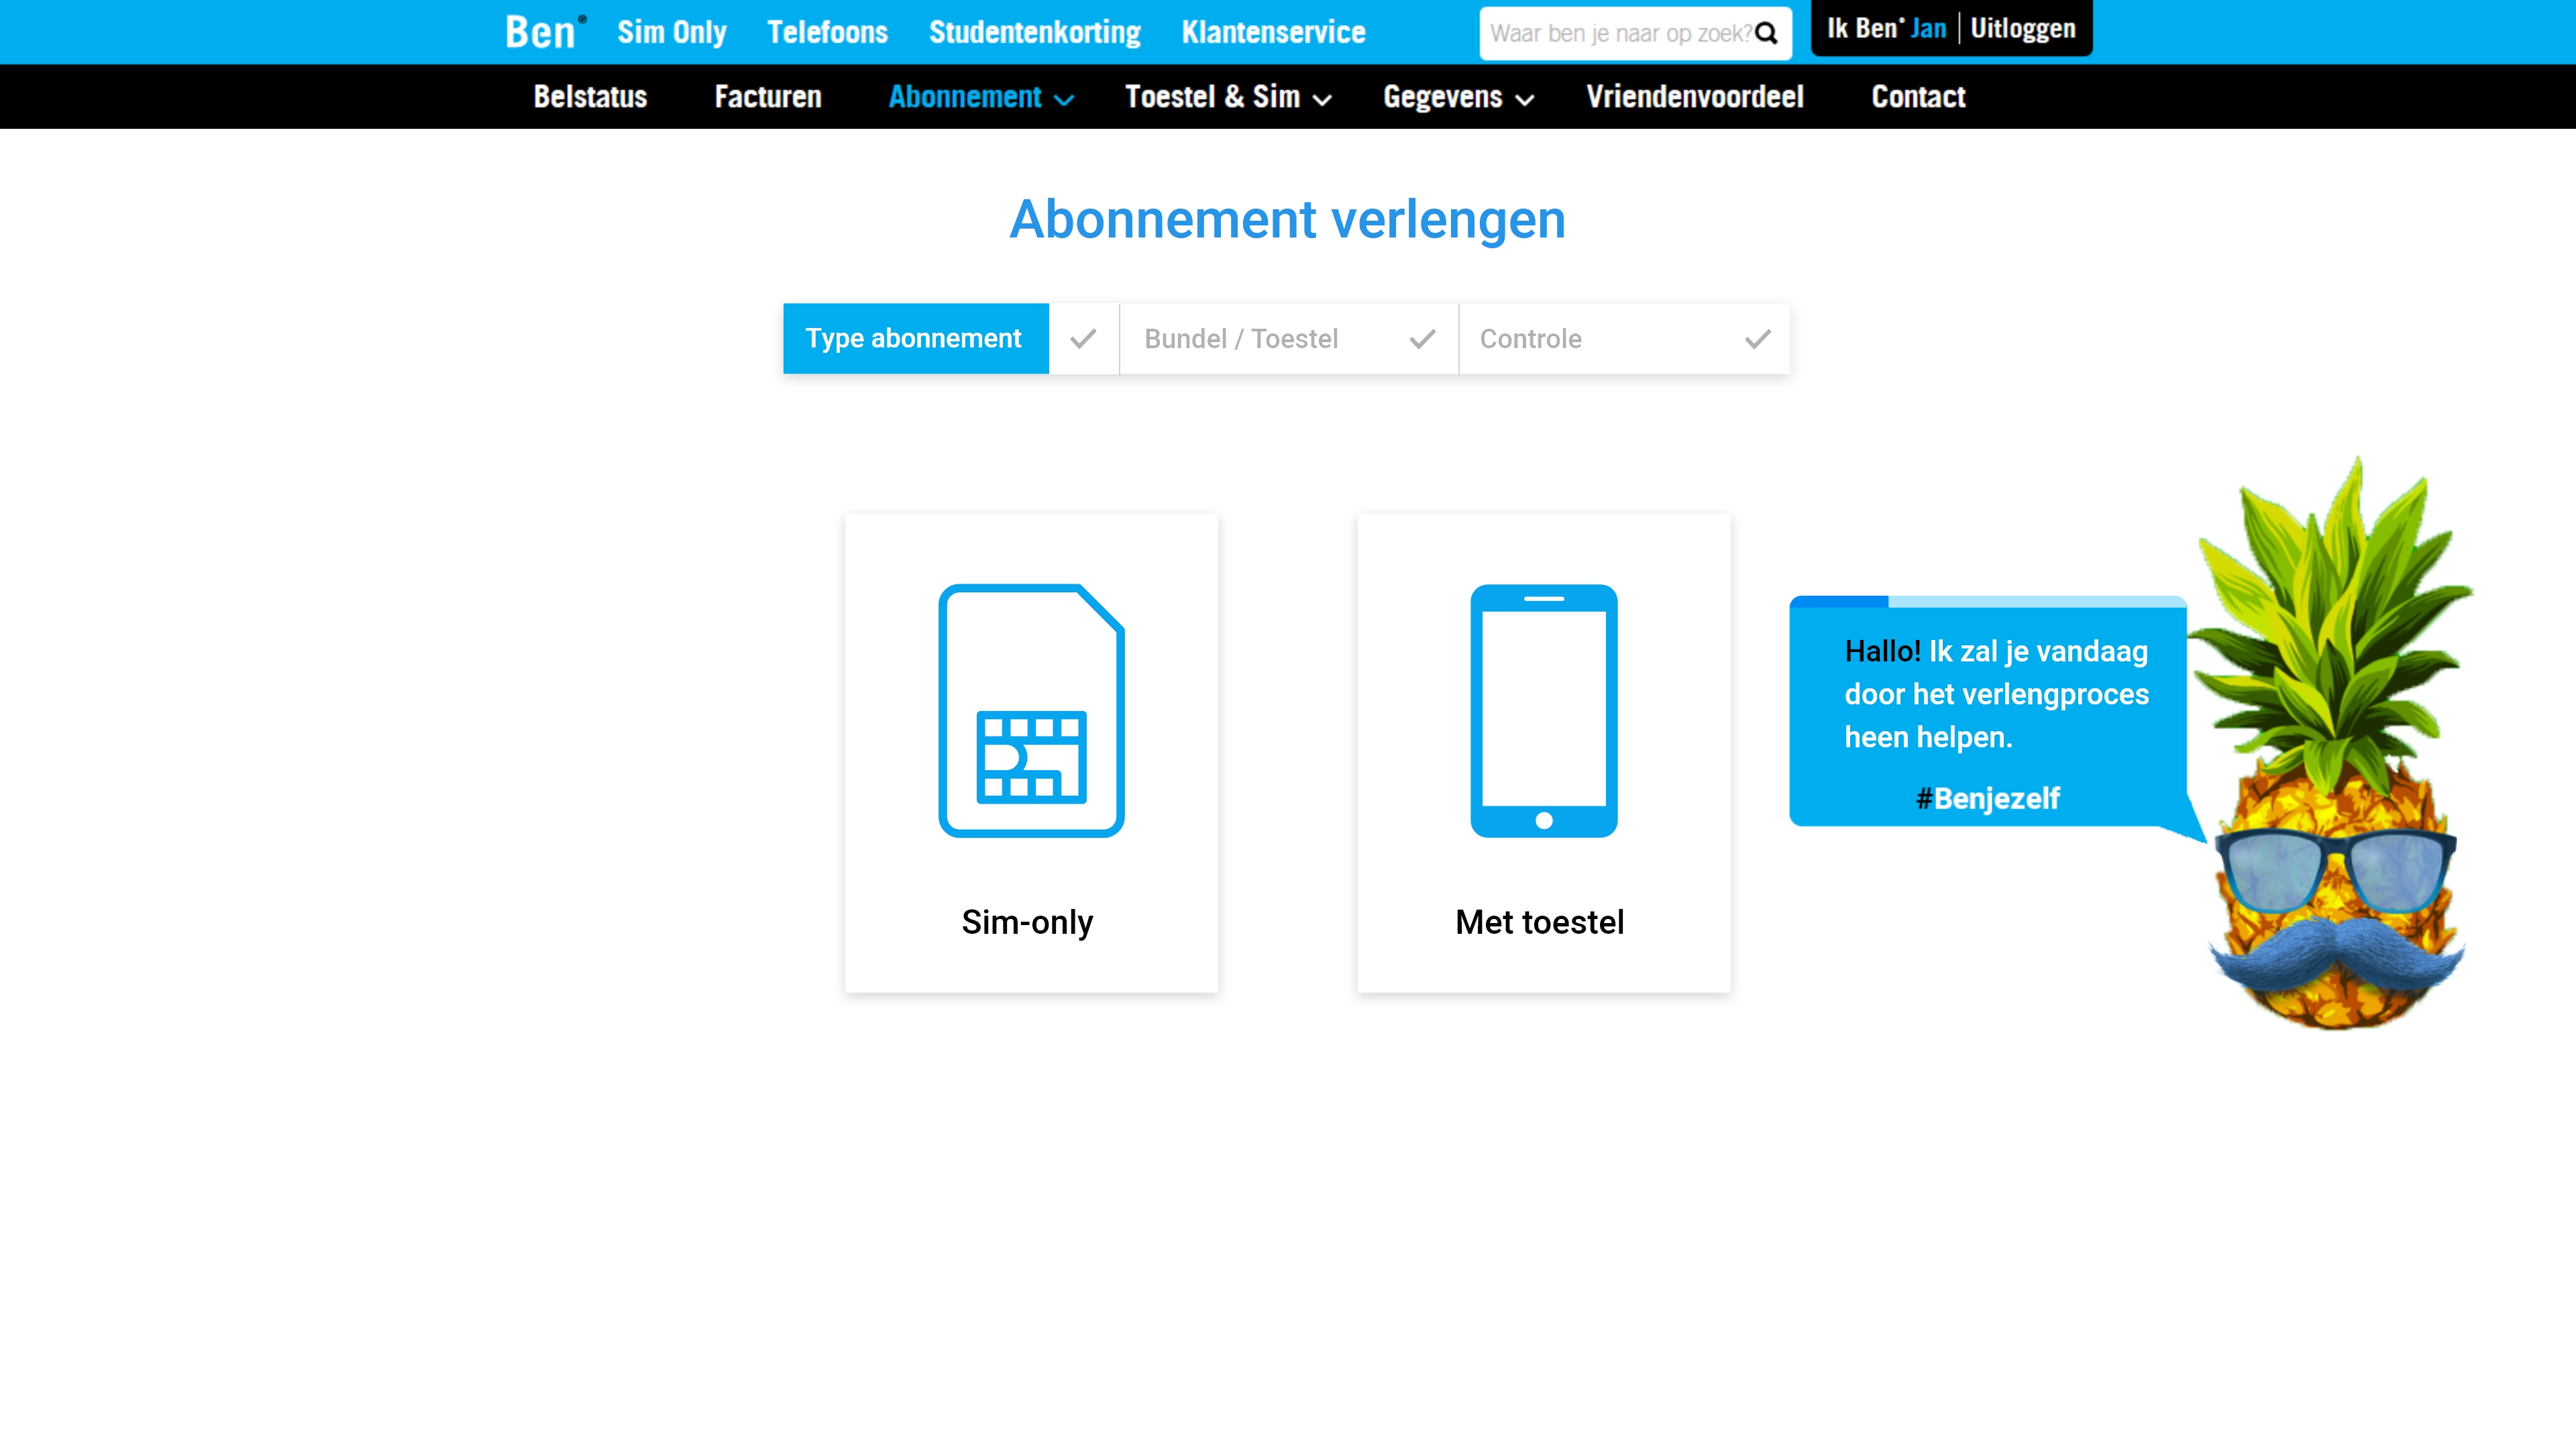 Ben® Sim Only Telefoons Studentenkorting Klantenservice Waar ben je naar op zoek? Ik Ben® Jan Uitloggen
Belstatus Facturen Abonnement Toestel & Sim Gegevens Vriendenvoordeel Contact
Abonnement verlengen
Type abonnement Bundel / Toestel Controle
Hallo! Ik zal je vandaag
door het verlengproces
heen helpen.
#Benjezelf
Sim-only
Met toestel